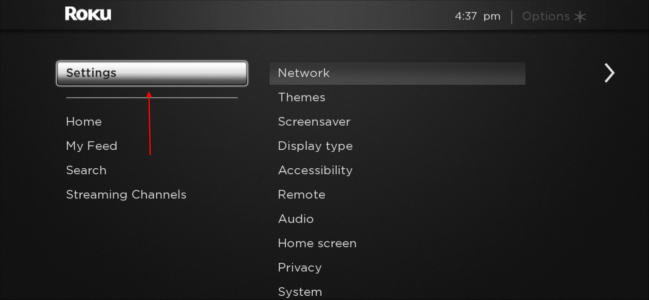 Roku
4:37 pm | Options
Settings
Home
My Feed
Search
Streaming Channels
Network
Themes
Screensaver
Display type
Accessibility
Remote
Audio
Home screen
Privacy
System